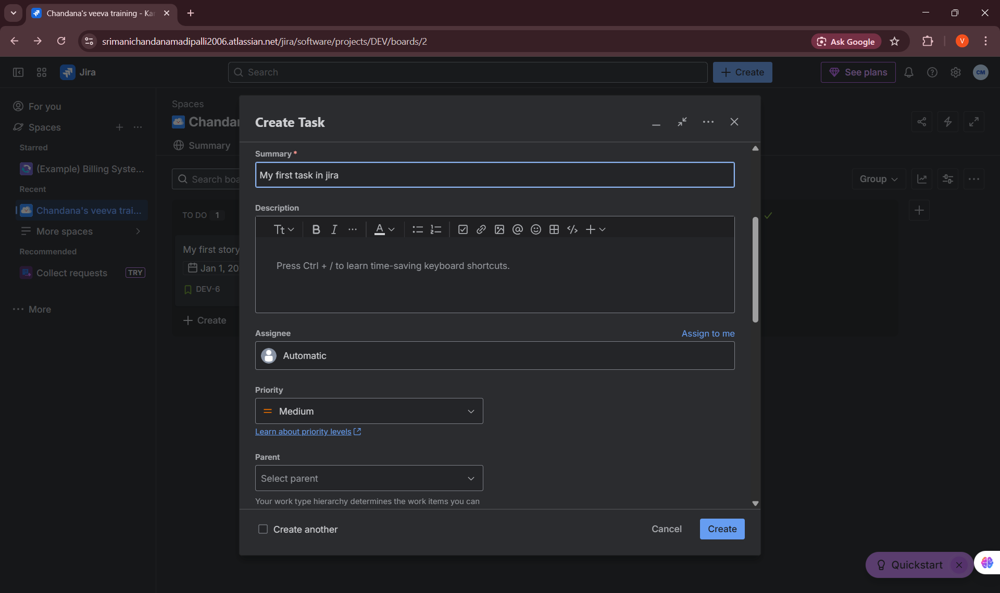 Chandana's veeva training - Ka
srimanichandanamadipalli2006.atlassian.net/jira/software/projects/DEV/boards/2
Ask Google
V
Jira
Search
Create
See plans
CM
For you
Spaces
Starred
(Example) Billing Syste...
Recent
Chandana's veeva trai...
More spaces
Recommended
Collect requests TRY
More
Spaces
Chandan
Summary
Search boa
Group
TO DO 1
My first story
Jan 1, 20
DEV-6
Create
Create Task
Summary *
My first task in jira
Description
Tt B I A
Press Ctrl + / to learn time-saving keyboard shortcuts.
Assignee Assign to me
Automatic
Priority
Medium
Learn about priority levels
Parent
Select parent
Your work type hierarchy determines the work items you can
Create another Cancel Create
Quickstart